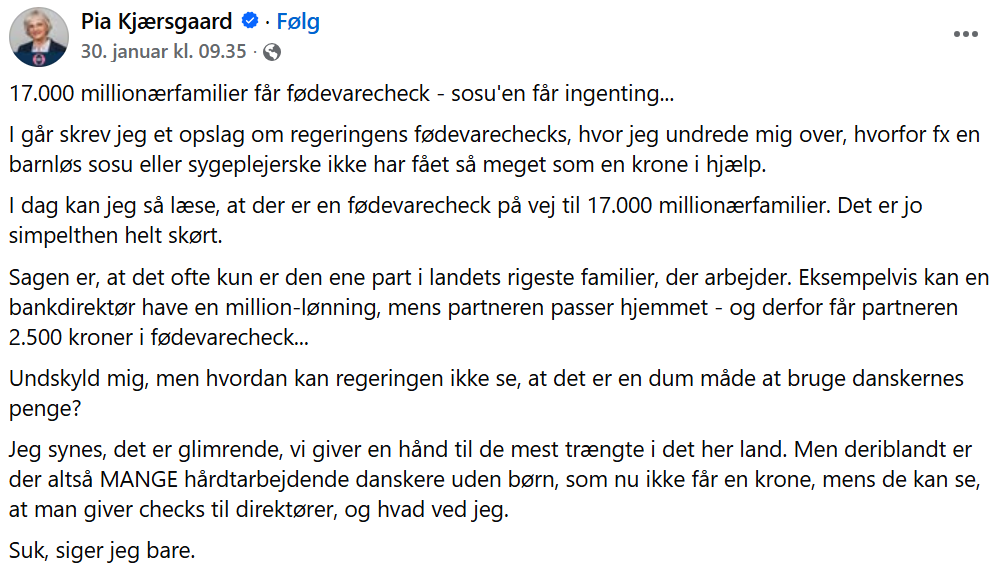 Pia Kjærsgaard · Følg
30. januar kl. 09.35 ·
17.000 millionærfamilier får fødevarecheck - sosu'en får ingenting...
I går skrev jeg et opslag om regeringens fødevarechecks, hvor jeg undrede mig over, hvorfor fx en
barnløs sosu eller sygeplejerske ikke har fået så meget som en krone i hjælp.
I dag kan jeg så læse, at der er en fødevarecheck på vej til 17.000 millionærfamilier. Det er jo
simpelthen helt skørt.
Sagen er, at det ofte kun er den ene part i landets rigeste familier, der arbejder. Eksempelvis kan en
bankdirektør have en million-lønning, mens partneren passer hjemmet - og derfor får partneren
2.500 kroner i fødevarecheck...
Undskyld mig, men hvordan kan regeringen ikke se, at det er en dum måde at bruge danskernes
penge?
Jeg synes, det er glimrende, vi giver en hånd til de mest trængte i det her land. Men deriblandt er
der altså MANGE hårdtarbejdende danskere uden børn, som nu ikke får en krone, mens de kan se,
at man giver checks til direktører, og hvad ved jeg.
Suk, siger jeg bare.